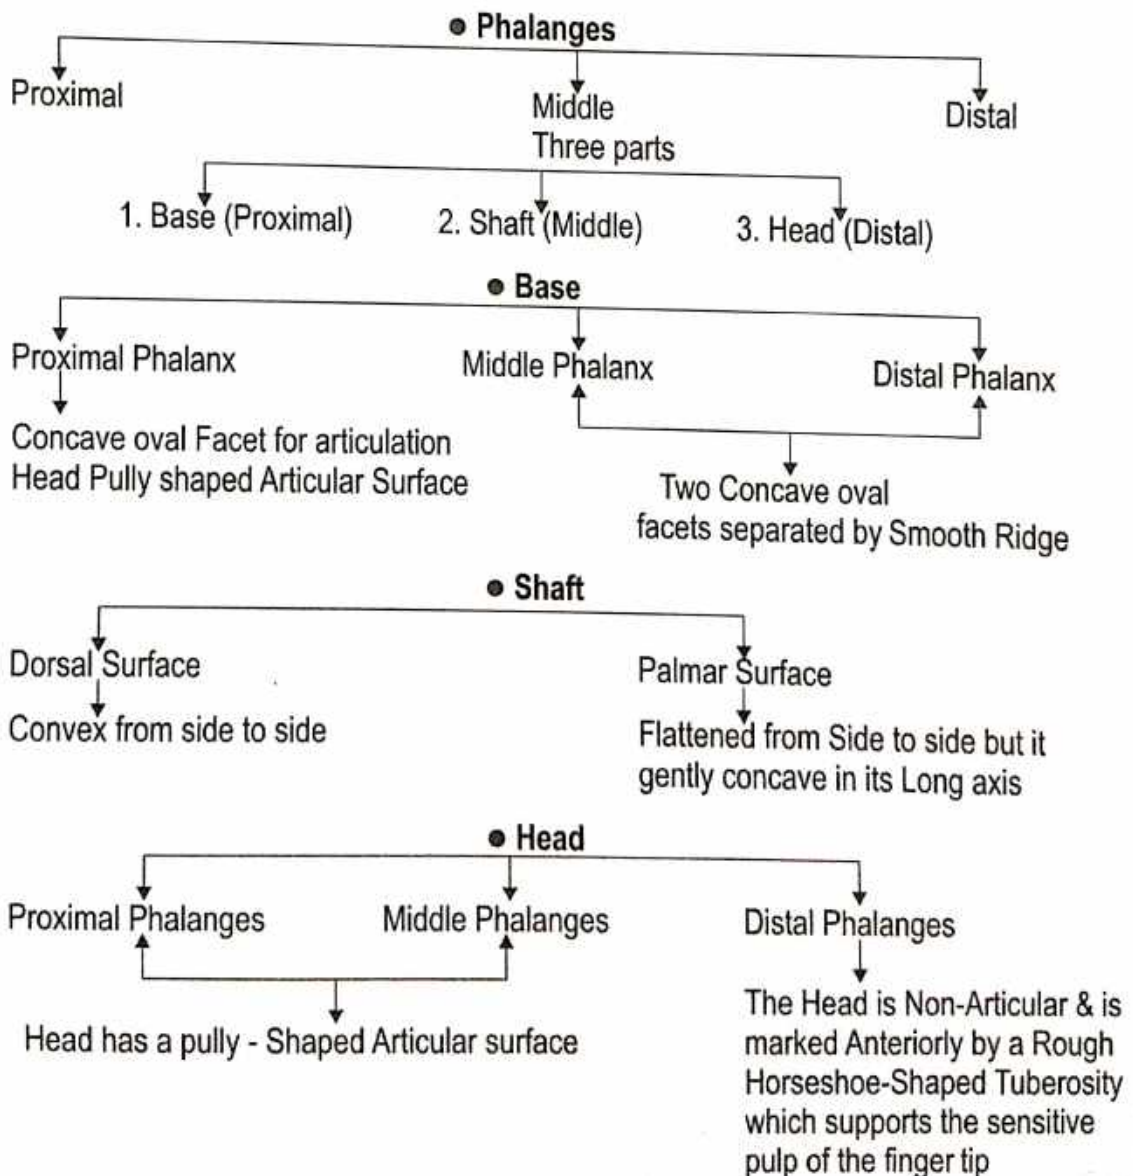 ● Phalanges
Proximal
Middle
Distal
Three parts
1. Base (Proximal)
2. Shaft (Middle)
3. Head (Distal)
● Base
Proximal Phalanx
Middle Phalanx
Distal Phalanx
Concave oval Facet for articulation
Head Pully shaped Articular Surface
Two Concave oval
facets separated by Smooth Ridge
● Shaft
Dorsal Surface
Palmar Surface
Convex from side to side
Flattened from Side to side but it
gently concave in its Long axis
● Head
Proximal Phalanges
Middle Phalanges
Distal Phalanges
Head has a pully - Shaped Articular surface
The Head is Non-Articular & is
marked Anteriorly by a Rough
Horseshoe-Shaped Tuberosity
which supports the sensitive
pulp of the finger tip